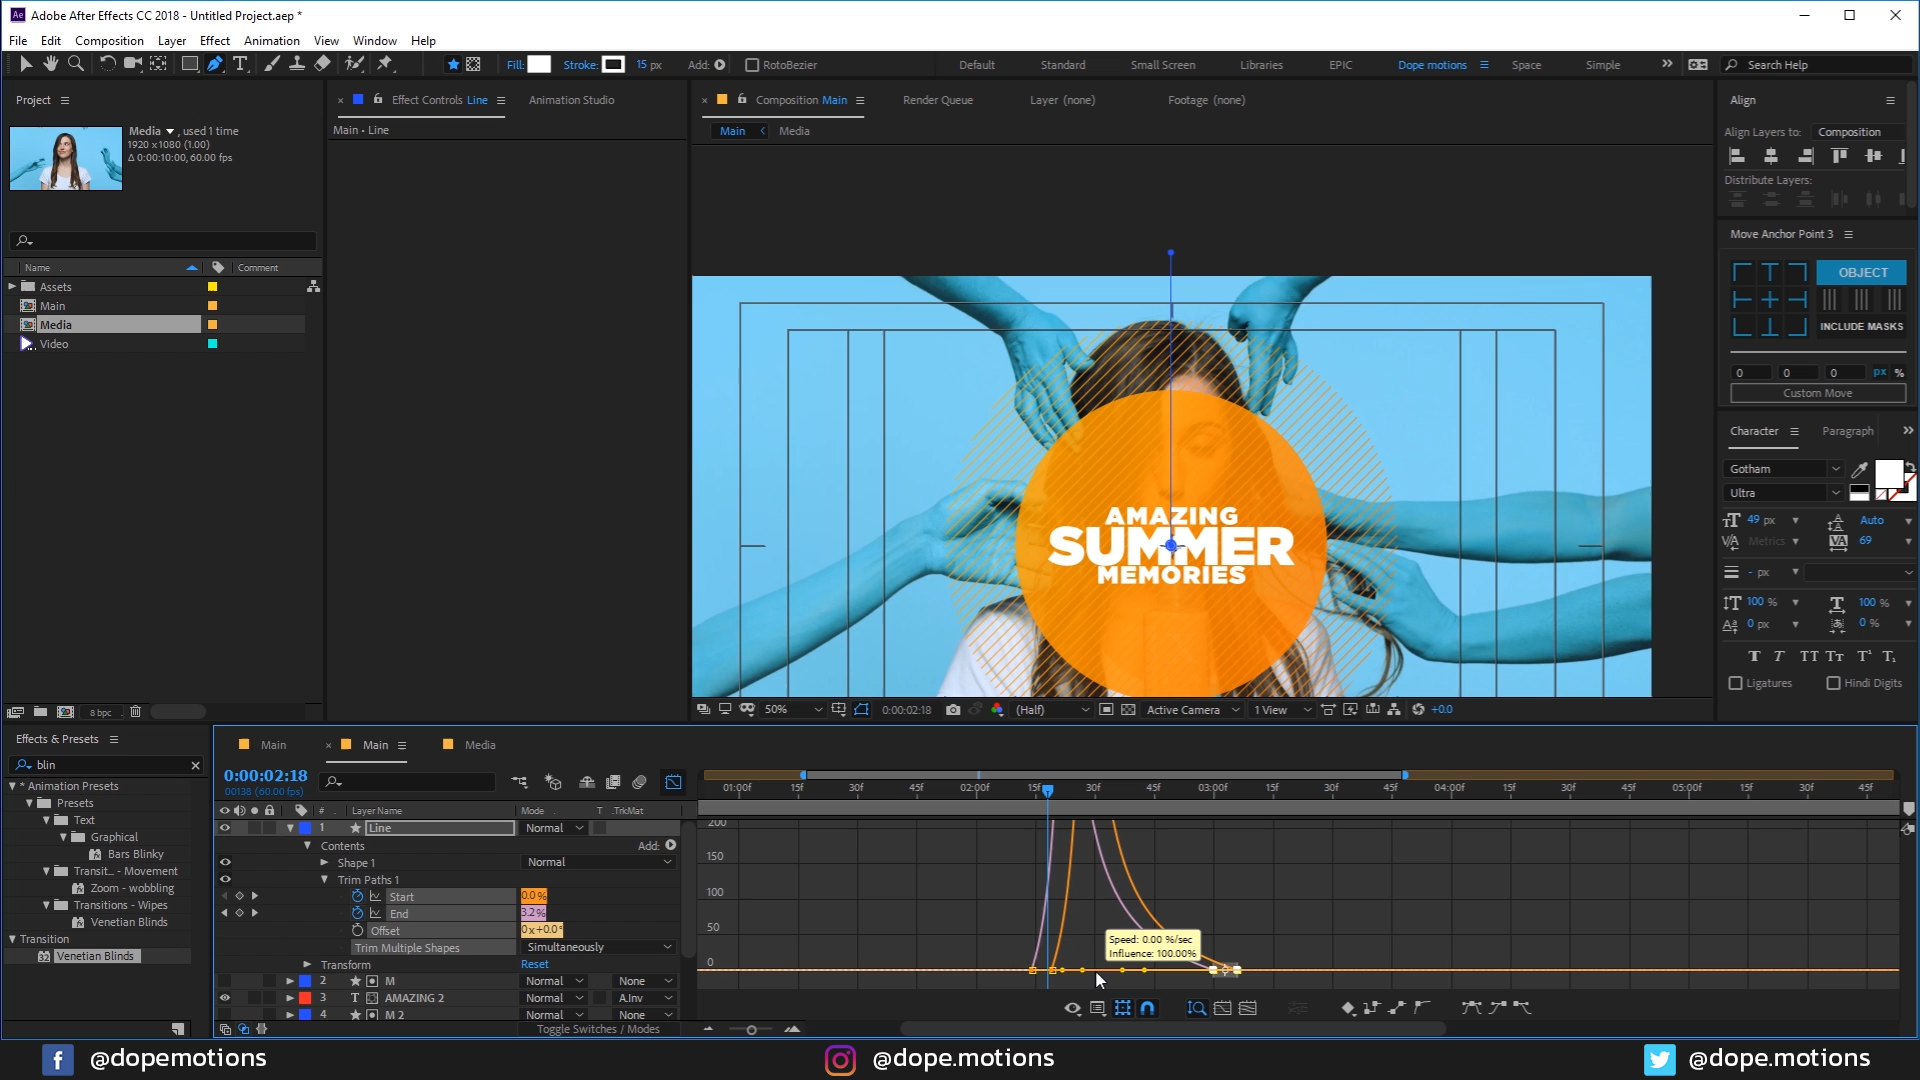 Ae Adobe After Effects CC 2018 - Untitled Project.aep *
File Edit Composition Layer Effect Animation View Window Help
Fill: Stroke: 15 px Add: RotoBezier Default Standard Small Screen Libraries EPIC Dope motions Space Simple Search Help
Project
Media , used 1 time
1920 x 1080 (1.00)
Δ 0:00:10:00, 60.00 fps
Name Comment
Assets
Main
Media
Video
8 bpc
Effect Controls Line Animation Studio
Main • Line
Composition Main Render Queue Layer (none) Footage (none)
Main Media
AMAZING
SUMMER
MEMORIES
50% 0:00:02:18 (Half) Active Camera 1 View +0.0
Align
Align Layers to: Composition
Distribute Layers:
Move Anchor Point 3
OBJECT
INCLUDE MASKS
0 0 0 px %
Custom Move
Character Paragraph
Gotham
Ultra
49 px Auto
Metrics 69
- px
100 % 100 %
0 px 0 %
T T TT Tт T¹ T₁
Ligatures Hindi Digits
Effects & Presets
blin
* Animation Presets
Presets
Text
Graphical
Bars Blinky
Transit... - Movement
Zoom - wobbling
Transitions - Wipes
Venetian Blinds
Transition
Venetian Blinds
Main Main Media
0:00:02:18
00138 (60.00 fps)
# Layer Name Mode T .TrkMat
1 Line Normal
Contents Add:
Shape 1 Normal
Trim Paths 1
Start 0.0%
End 3.2%
Offset 0x+0.0°
Trim Multiple Shapes Simultaneously
Transform Reset
2 M Normal None
3 T AMAZING 2 Normal A.Inv
4 M 2 Normal None
Toggle Switches / Modes
01:00f 15f 30f 45f 02:00f 15f 30f 45f 03:00f 15f 30f 45f 04:00f 15f 30f 45f 05:00f 15f 30f 45f
200
150
100
50
0
Speed: 0.00 %/sec
Influence: 100.00%
f @dopemotions @dope.motions @dope.motions